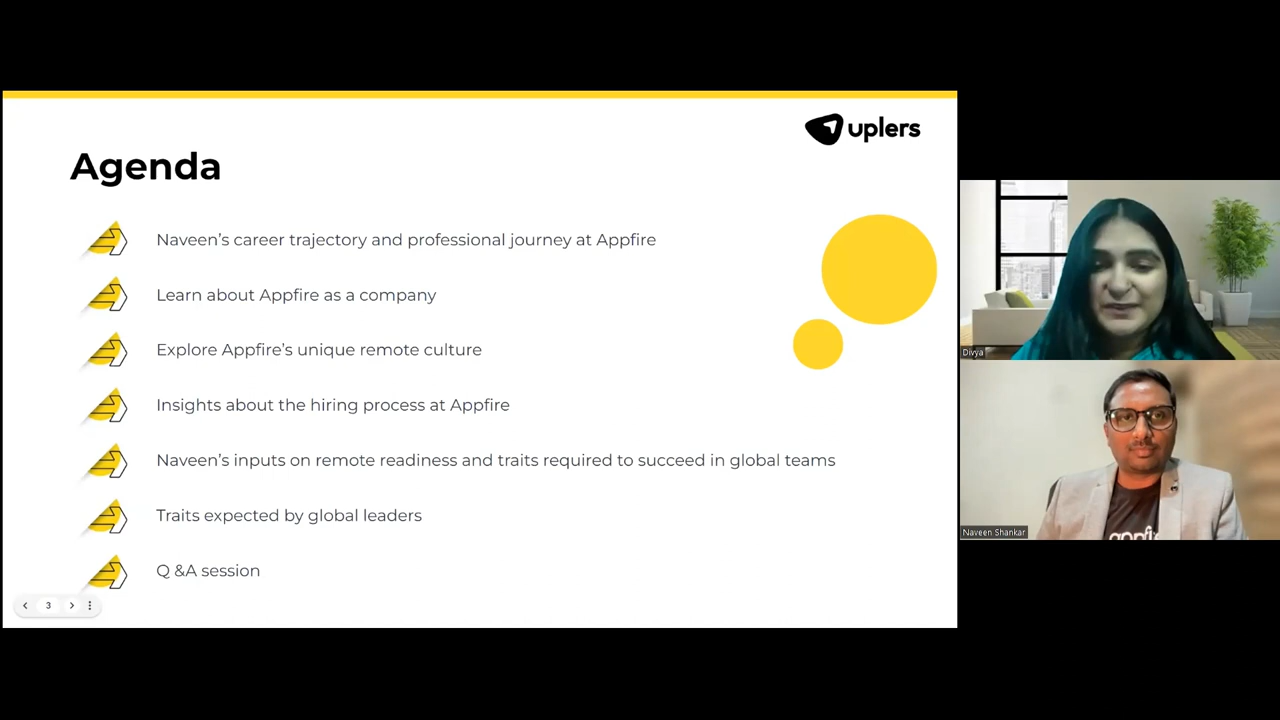 uplers
Agenda
Naveen's career trajectory and professional journey at Appfire
Learn about Appfire as a company
Explore Appfire's unique remote culture
Insights about the hiring process at Appfire
Naveen's inputs on remote readiness and traits required to succeed in global teams
Traits expected by global leaders
Q &A session
3
Divya
Naveen Shankar